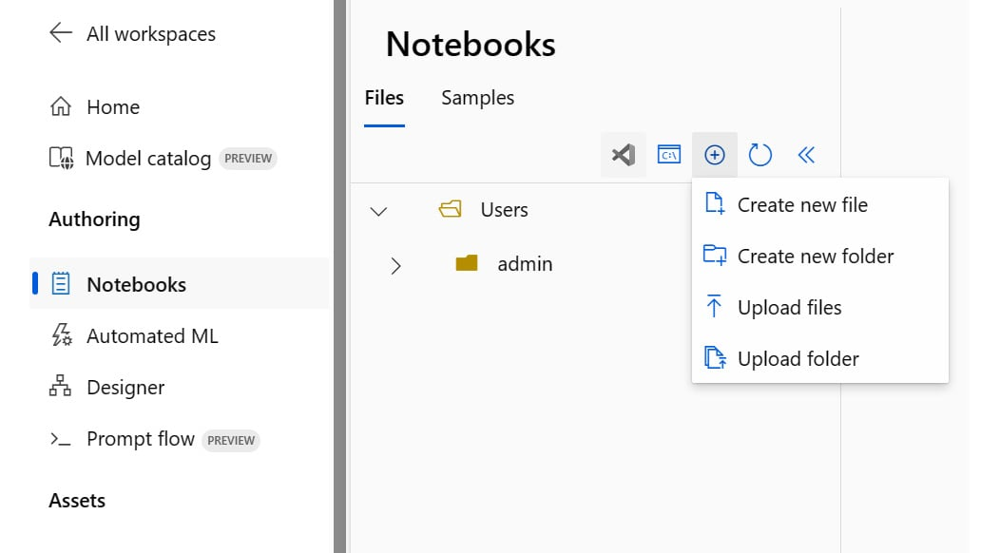 All workspaces
Home
Model catalog PREVIEW
Authoring
Notebooks
Automated ML
Designer
Prompt flow PREVIEW
Assets
Notebooks
Files Samples
C:\
Users
admin
Create new file
Create new folder
Upload files
Upload folder